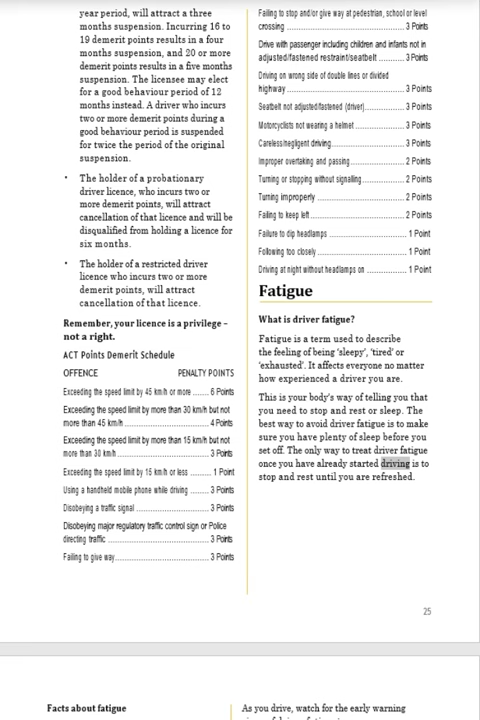 year period, will attract a three
months suspension. Incurring 16 to
19 demerit points results in a four
months suspension, and 20 or more
demerit points results in a five months
suspension. The licensee may elect
for a good behaviour period of 12
months instead. A driver who incurs
two or more demerit points during a
good behaviour period is suspended
for twice the period of the original
suspension.
• The holder of a probationary
driver licence, who incurs two or
more demerit points, will attract
cancellation of that licence and will be
disqualified from holding a licence for
six months.
• The holder of a restricted driver
licence who incurs two or more
demerit points, will attract
cancellation of that licence.
Remember, your licence is a privilege –
not a right.
ACT Points Demerit Schedule
OFFENCE PENALTY POINTS
Exceeding the speed limit by 45 km/h or more ....... 6 Points
Exceeding the speed limit by more than 30 km/h but not
more than 45 km/h ........................................ 4 Points
Exceeding the speed limit by more than 15 km/h but not
more than 30 km/h ........................................... 3 Points
Exceeding the speed limit by 15 km/h or less .......... 1 Point
Using a handheld mobile phone while driving ......... 3 Points
Disobeying a traffic signal ................................ 3 Points
Disobeying major regulatory traffic control sign or Police
directing traffic ............................................. 3 Points
Failing to give way.......................................... 3 Points
Failing to stop and/or give way at pedestrian, school or level
crossing ..................................................... 3 Points
Drive with passenger including children and infants not in
adjusted/fastened restraint/seatbelt ........... 3 Points
Driving on wrong side of double lines or divided
highway ..................................................... 3 Points
Seatbelt not adjusted/fastened (driver)................. 3 Points
Motorcyclists not wearing a helmet ..................... 3 Points
Careless/negligent driving................................ 3 Points
Improper overtaking and passing........................ 2 Points
Turning or stopping without signalling.................. 2 Points
Turning improperly ......................................... 2 Points
Failing to keep left.......................................... 2 Points
Failure to dip headlamps .................................. 1 Point
Following too closely ....................................... 1 Point
Driving at night without headlamps on ................ 1 Point
Fatigue
What is driver fatigue?
Fatigue is a term used to describe
the feeling of being ‘sleepy’, ‘tired’ or
‘exhausted’. It affects everyone no matter
how experienced a driver you are.
This is your body’s way of telling you that
you need to stop and rest or sleep. The
best way to avoid driver fatigue is to make
sure you have plenty of sleep before you
set off. The only way to treat driver fatigue
once you have already started driving is to
stop and rest until you are refreshed.
25
Facts about fatigue
As you drive, watch for the early warning